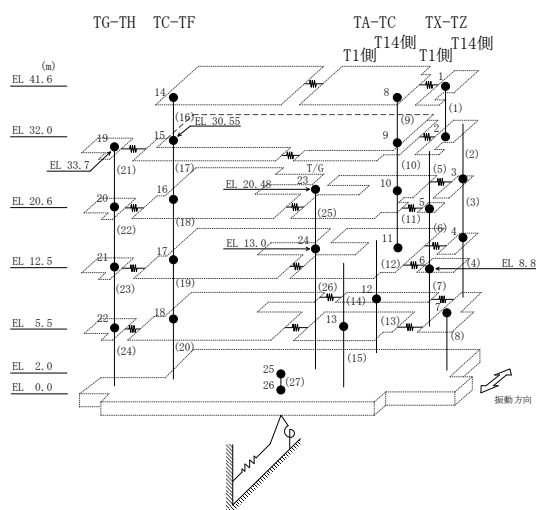 TG-TH TC-TF TA-TC TX-TZ
T14側 T14側
T1側 T1側
(m)
EL 41.6
14 8 1
(16) EL 30.55 (9) (1)
EL 32.0
19 15 9 2
EL 33.7 (21) (17) T/G (10) (5) (2)
EL 20.48 23 10 3
EL 20.6
20 16 (25) (11) 5 (3)
(22) (18) (6)
EL 13.0 24 11 4
EL 12.5
21 17 (12) 6 (4) EL 8.8
(23) (19) (26) (14) 12 (7)
EL 5.5
22 18 13 (13) 7
(24) (20) (15) (8)
EL 2.0
25
EL 0.0
26 (27)
振動方向